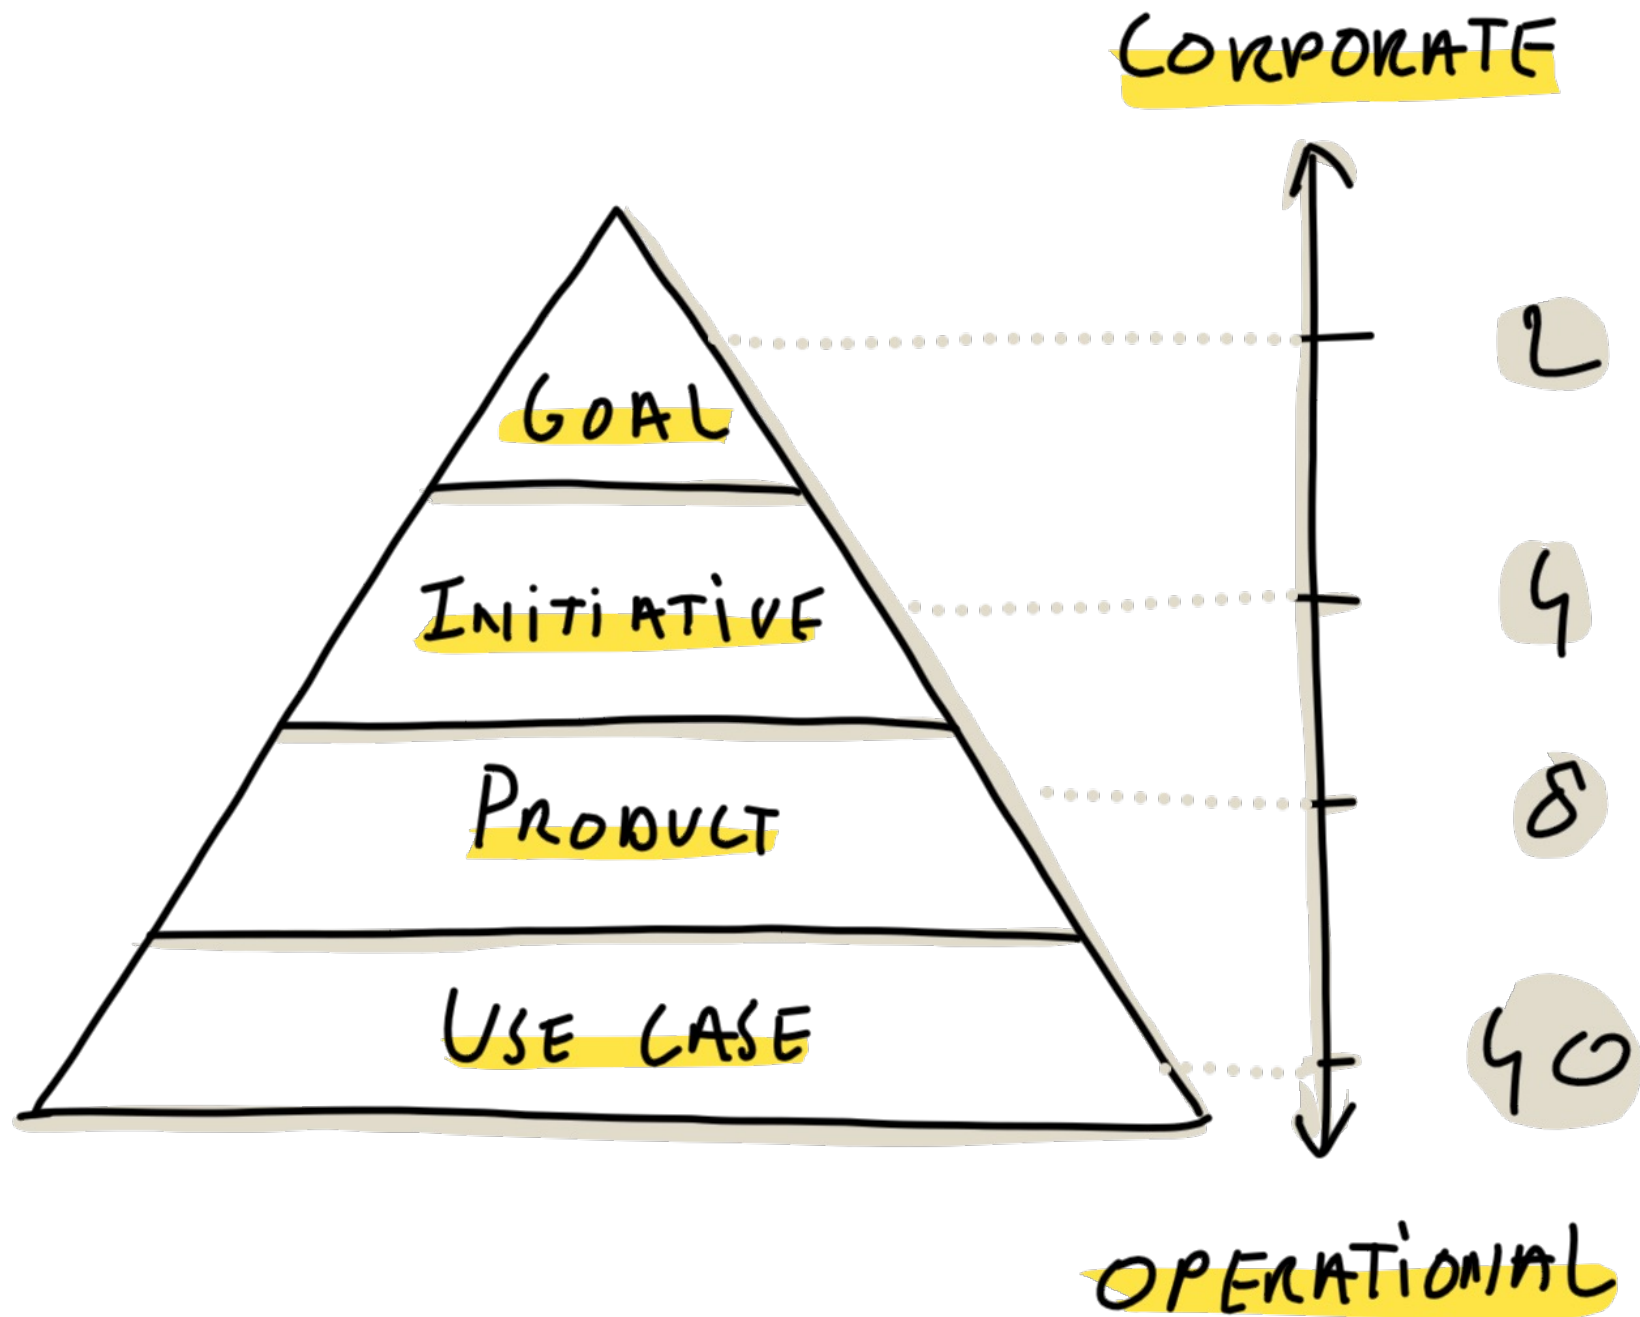 CORPORATE
2
GOAL
4
INITIATIVE
8
PRODUCT
40
USE CASE
OPERATIONAL